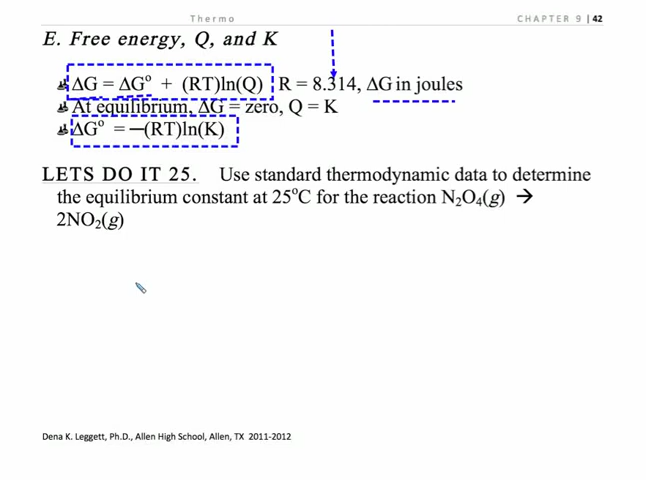 Thermo
CHAPTER 9 | 42
E. Free energy, Q, and K
ΔG = ΔG° + (RT)ln(Q) R = 8.314, ΔG in joules
At equilibrium, ΔG = zero, Q = K
ΔG° = —(RT)ln(K)
LETS DO IT 25. Use standard thermodynamic data to determine
the equilibrium constant at 25°C for the reaction N₂O₄(g) →
2NO₂(g)
Dena K. Leggett, Ph.D., Allen High School, Allen, TX 2011-2012